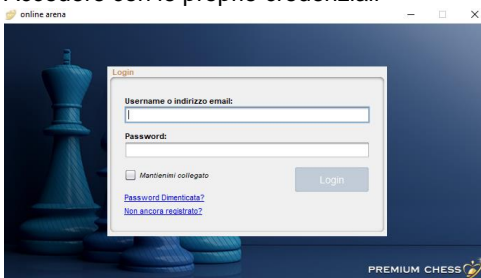 Accedere con le proprie credenziali
online arena
Login
Username o indirizzo email:
Password:
Mantienimi collegato
Login
Password Dimenticata?
Non ancora registrato?
PREMIUM CHESS